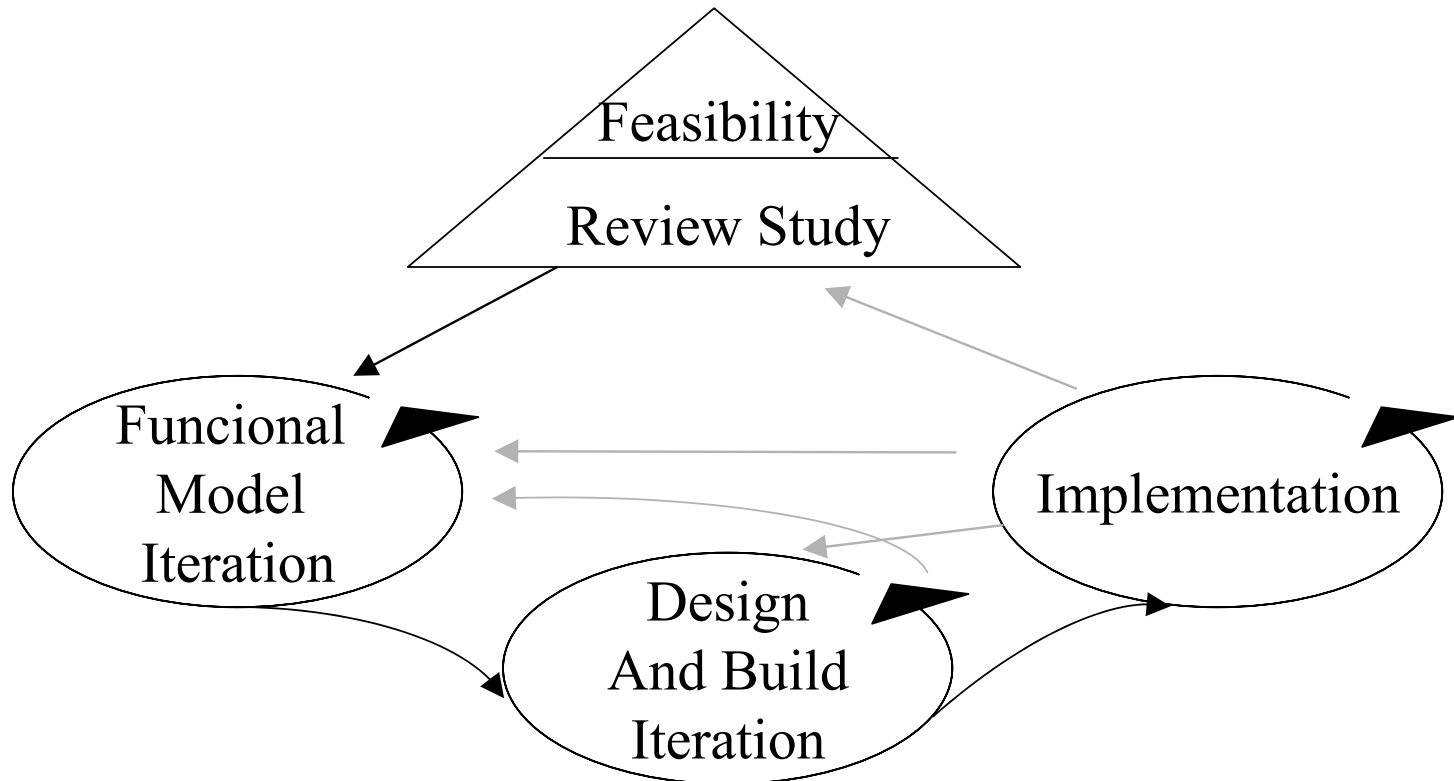 Feasibility
Review Study
Funcional
Model
Iteration
Design
And Build
Iteration
Implementation